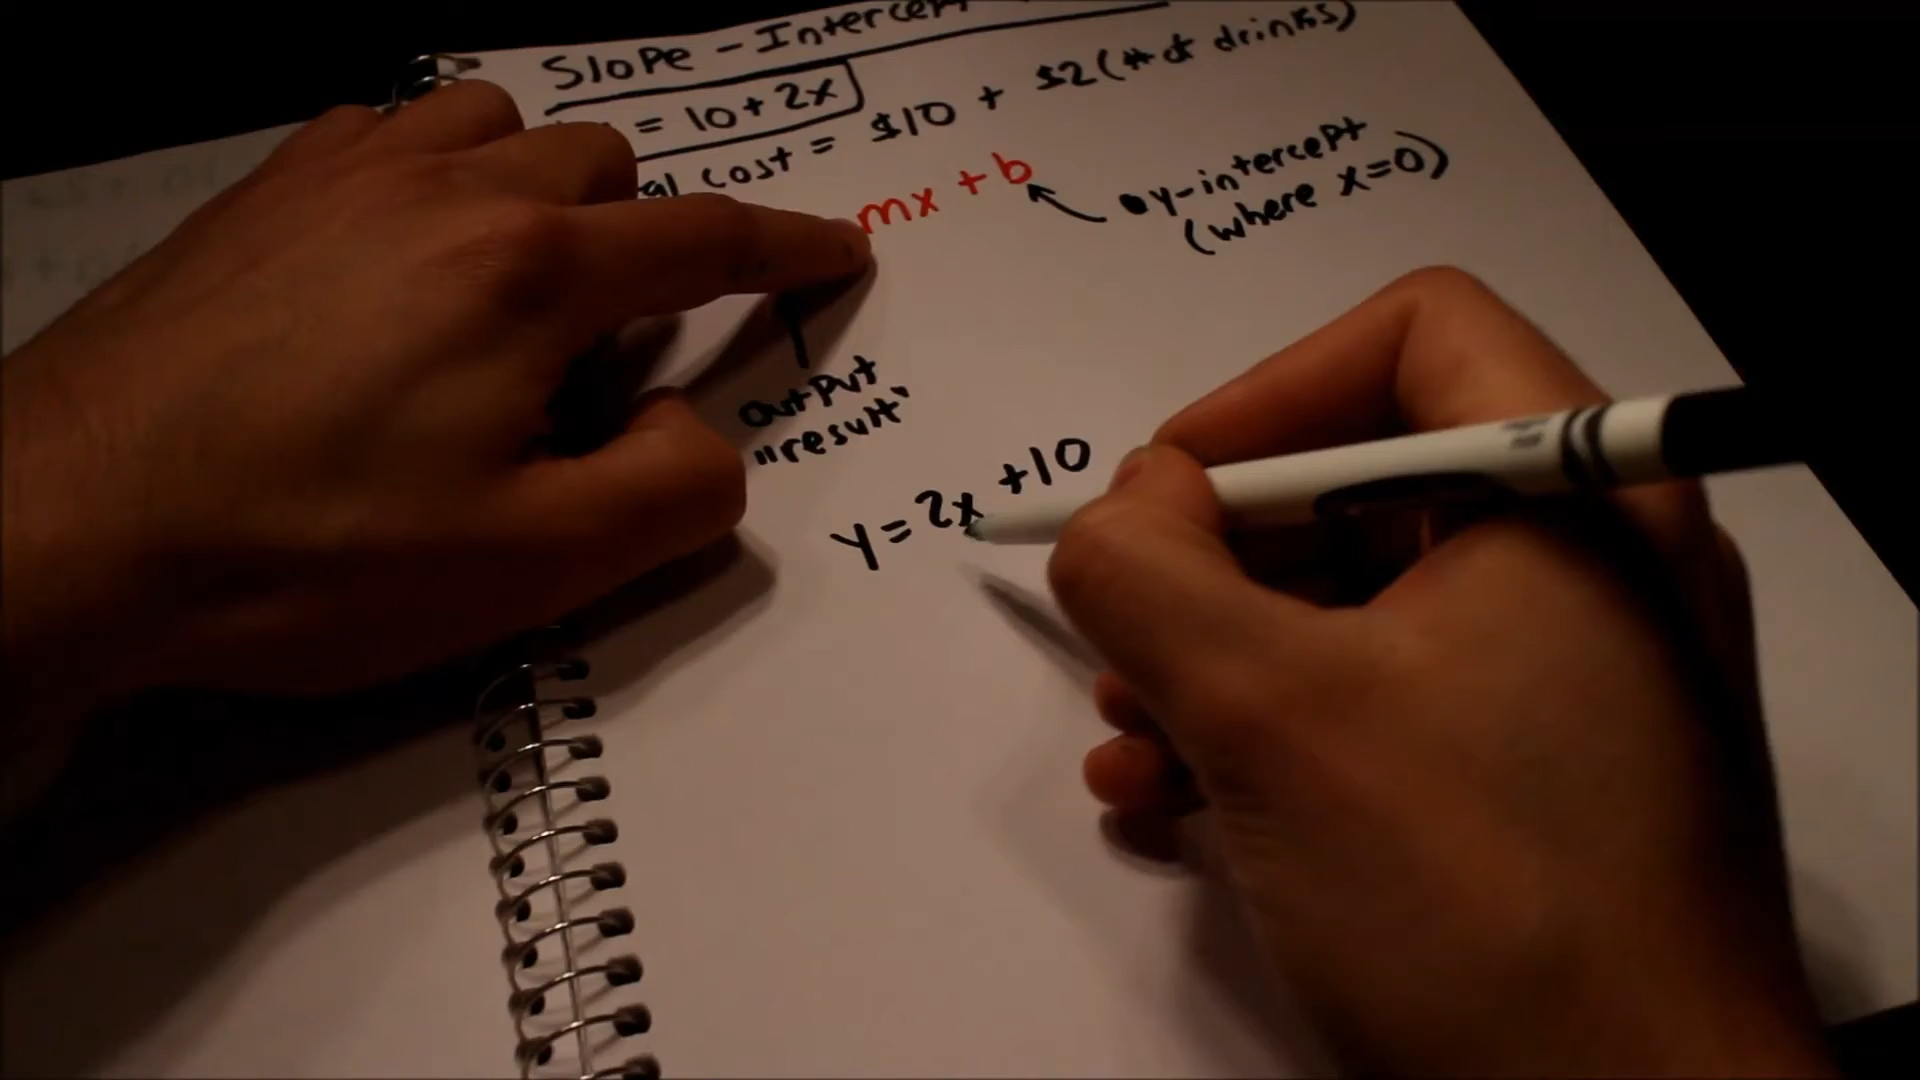 Slope - Intercept
= 10 + 2x
cost = $10 + $2 (# of drinks)
mx + b
y-intercept
(where x=0)
output
"result"
y = 2x + 10